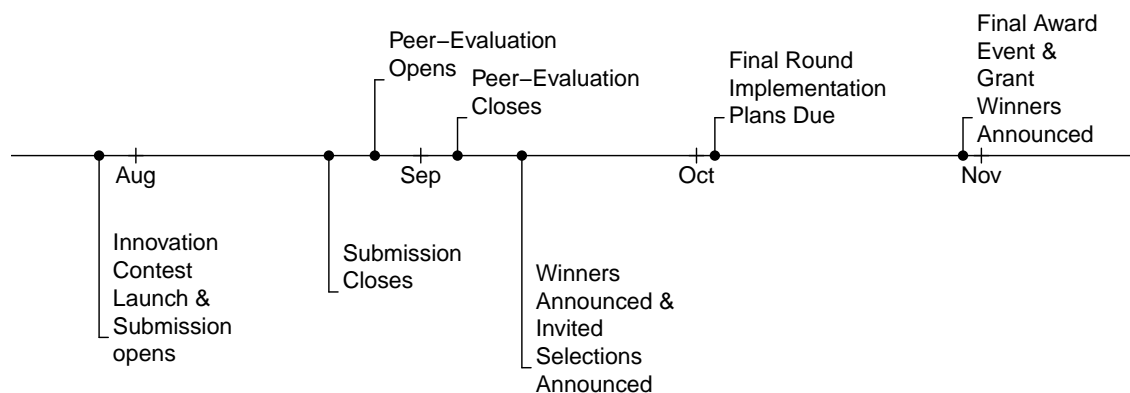 Peer−Evaluation
Opens
Peer−Evaluation
Closes
Final Round
Implementation
Plans Due
Final Award
Event &
Grant
Winners
Announced
Aug
Sep
Oct
Nov
Innovation
Contest
Launch &
Submission
opens
Submission
Closes
Winners
Announced &
Invited
Selections
Announced